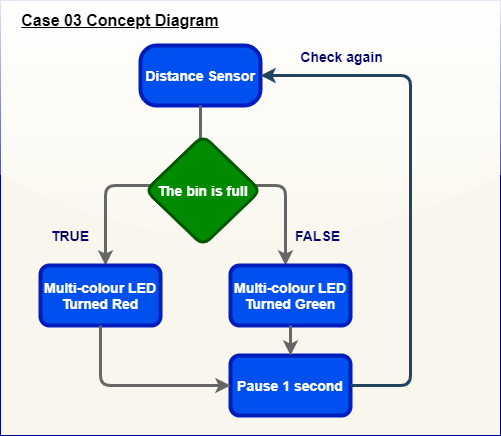 Case 03 Concept Diagram
Check again
Distance Sensor
The bin is full
TRUE
FALSE
Multi-colour LED
Turned Red
Multi-colour LED
Turned Green
Pause 1 second